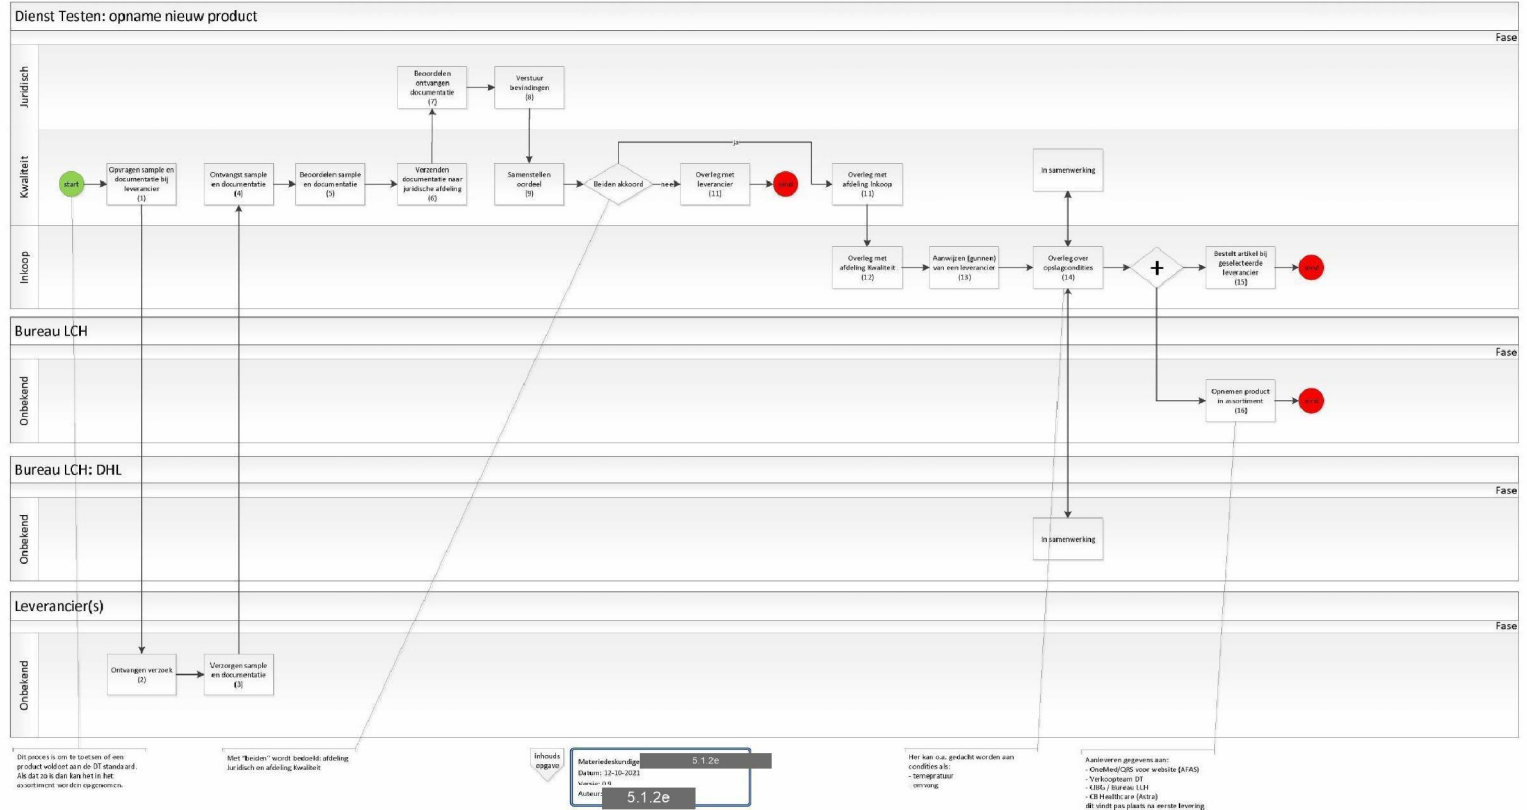 Dienst Testen: opname nieuw product
Fase
Juridisch
Beoordelen
ontvangen
documentatie
(7)
Verstuur
bevindingen
(8)
Kwaliteit
start
Opvragen sample en
documentatie bij
leverancier
(1)
Ontvangst sample
en documentatie
(4)
Beoordelen sample
en documentatie
(5)
Verzenden
documentatie naar
juridische afdeling
(6)
Samenstellen
oordeel
(9)
Beiden akkoord
ja
nee
Overleg met
leverancier
(11)
Overleg met
afdeling Inkoop
(11)
In samenwerking
Inkoop
Overleg met
afdeling Kwaliteit
(12)
Aanwijzen (gunnen)
van een leverancier
(13)
Overleg over
opslagcondities
(14)
+
Bestelt artikel bij
geselecteerde
leverancier
(15)
Bureau LCH
Fase
Onbekend
Opnemen product
in assortiment
(16)
Bureau LCH: DHL
Fase
Onbekend
In samenwerking
Leverancier(s)
Fase
Onbekend
Ontvangen verzoek
(2)
Verzorgen sample
en documentatie
(3)
Dit proces is om te toetsen of een
product voldoet aan de DT standaard.
Als dat zo is dan kan het in het
assortiment worden opgenomen.
Met "beiden" wordt bedoeld: afdeling
Juridisch en afdeling Kwaliteit
Inhouds
opgave
Materiedeskundige
5.1.2e
Datum: 12-10-2021
Versie: 0.9
Auteur:
5.1.2e
Her kan o.a. gedacht worden aan
condities als:
- temepratuur
- omvang
Aanleveren gegevens aan:
- OneMed/QRS voor website (AFAS)
- Verkoopteam DT
- CIBG / Bureau LCH
- CB Healthcare (Astra)
dit vindt pas plaats na eerste levering